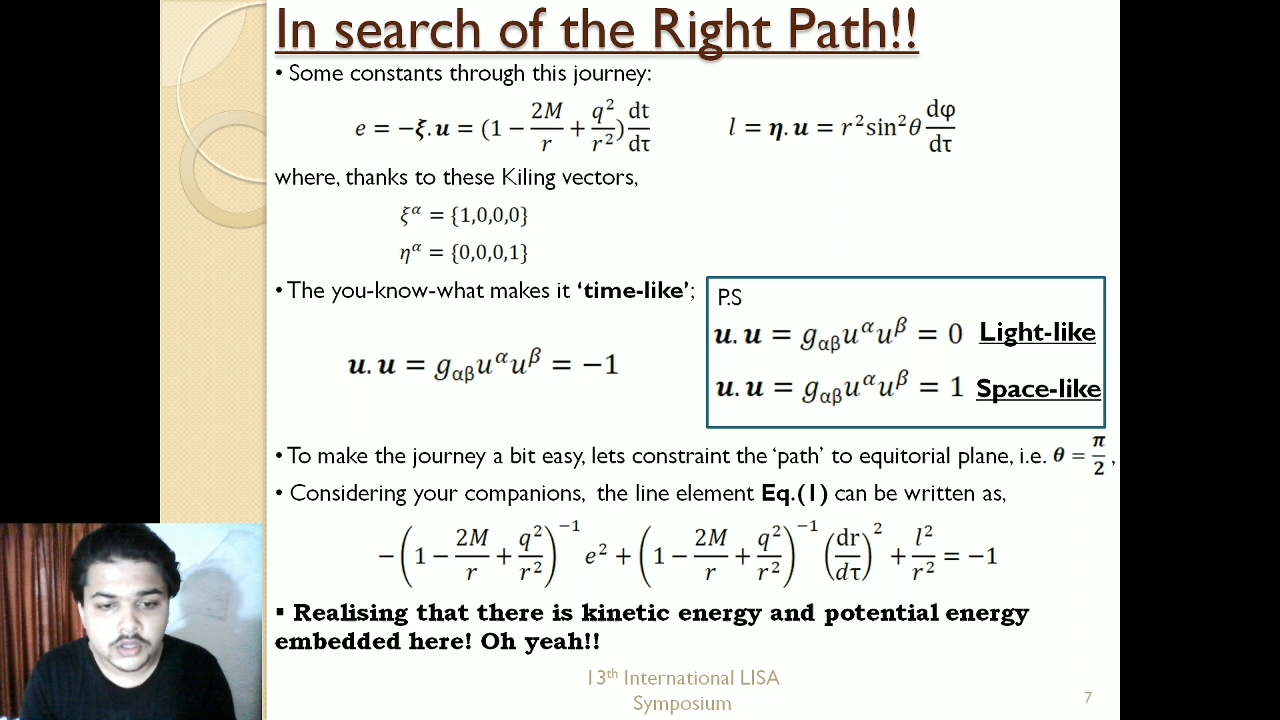 In search of the Right Path!!
• Some constants through this journey:
e = −ξ.u = (1 − 2M/r + q²/r²) dt/dτ
l = η.u = r²sin²θ dφ/dτ
where, thanks to these Kiling vectors,
ξ^α = {1,0,0,0}
η^α = {0,0,0,1}
• The you-know-what makes it ‘time-like’;
u.u = g_αβ u^α u^β = −1
P.S
u.u = g_αβ u^α u^β = 0 Light-like
u.u = g_αβ u^α u^β = 1 Space-like
• To make the journey a bit easy, lets constraint the ‘path’ to equitorial plane, i.e. θ = π/2 ,
• Considering your companions, the line element Eq.(1) can be written as,
−(1 − 2M/r + q²/r²)^−1 e² + (1 − 2M/r + q²/r²)^−1 (dr/dτ)² + l²/r² = −1
▪ Realising that there is kinetic energy and potential energy
embedded here! Oh yeah!!
13th International LISA
Symposium
7